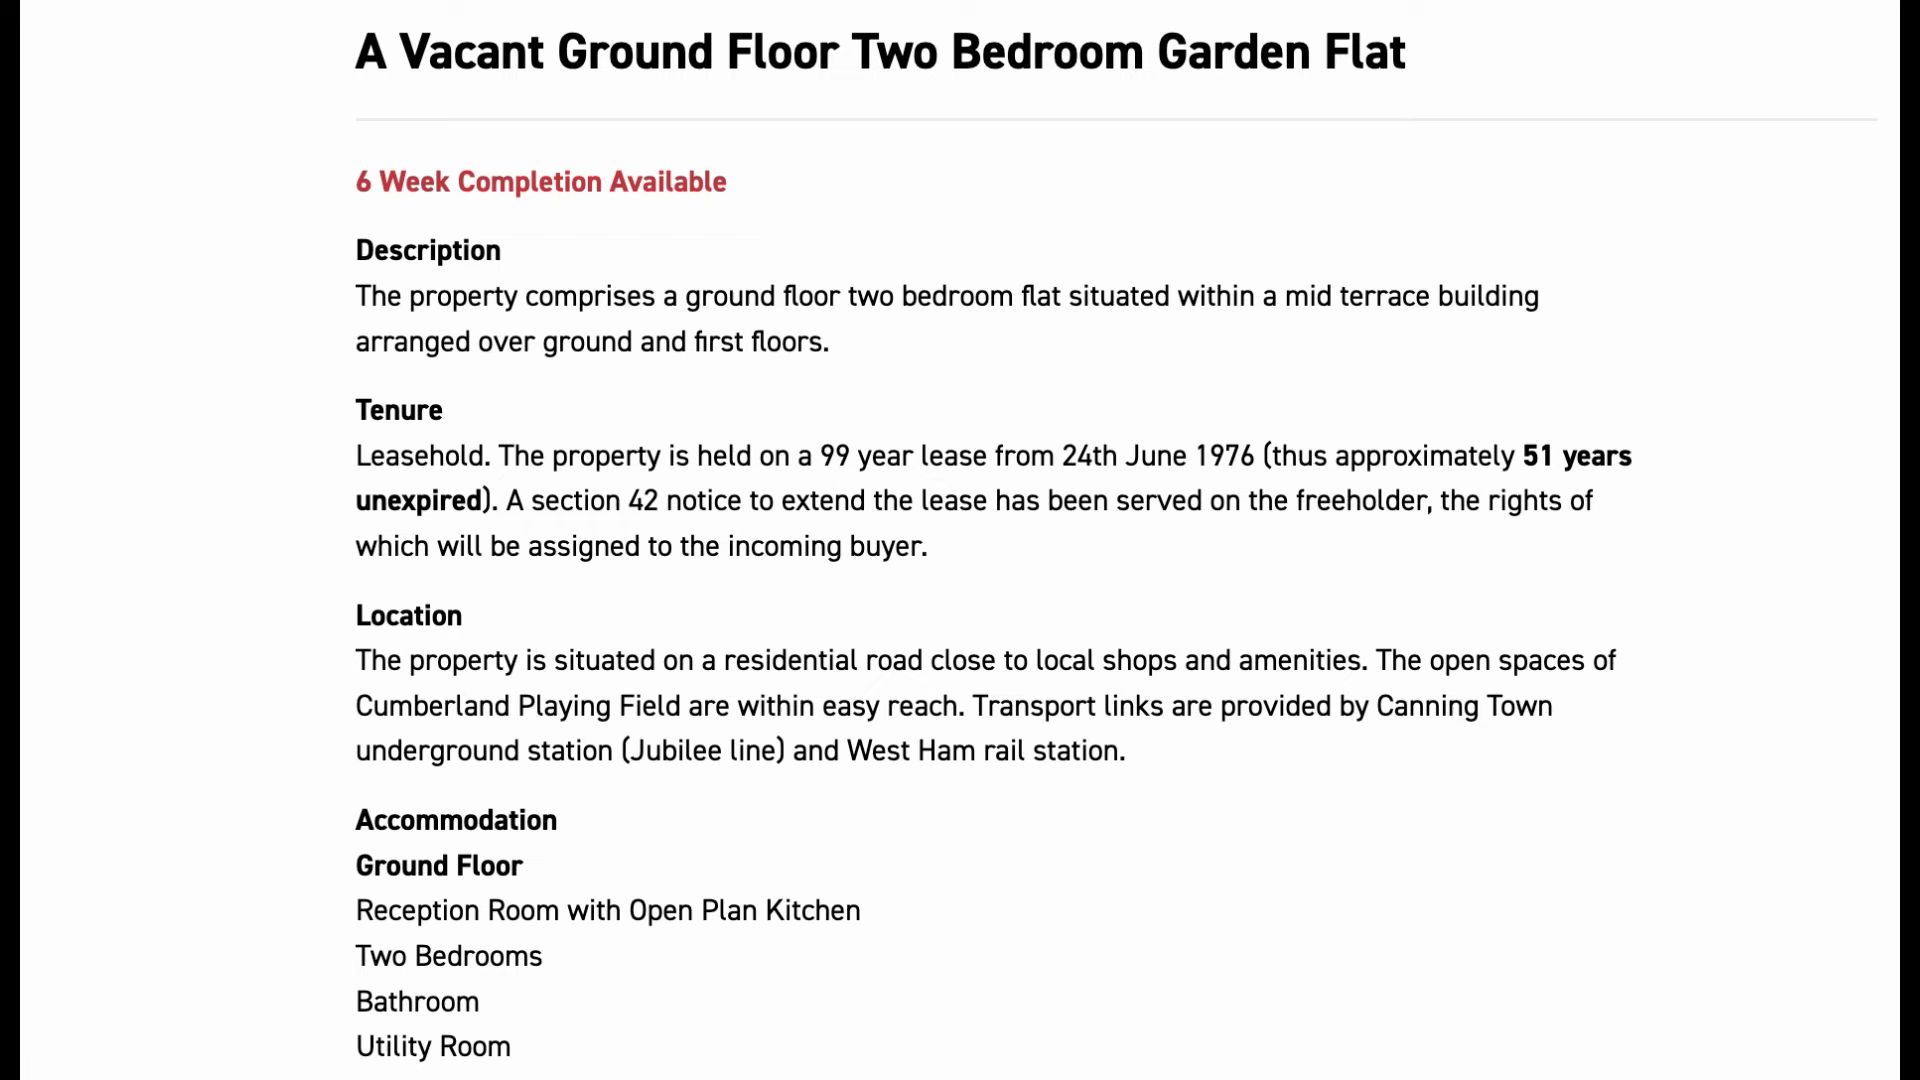 A Vacant Ground Floor Two Bedroom Garden Flat
6 Week Completion Available
Description
The property comprises a ground floor two bedroom flat situated within a mid terrace building
arranged over ground and first floors.
Tenure
Leasehold. The property is held on a 99 year lease from 24th June 1976 (thus approximately 51 years
unexpired). A section 42 notice to extend the lease has been served on the freeholder, the rights of
which will be assigned to the incoming buyer.
Location
The property is situated on a residential road close to local shops and amenities. The open spaces of
Cumberland Playing Field are within easy reach. Transport links are provided by Canning Town
underground station (Jubilee line) and West Ham rail station.
Accommodation
Ground Floor
Reception Room with Open Plan Kitchen
Two Bedrooms
Bathroom
Utility Room